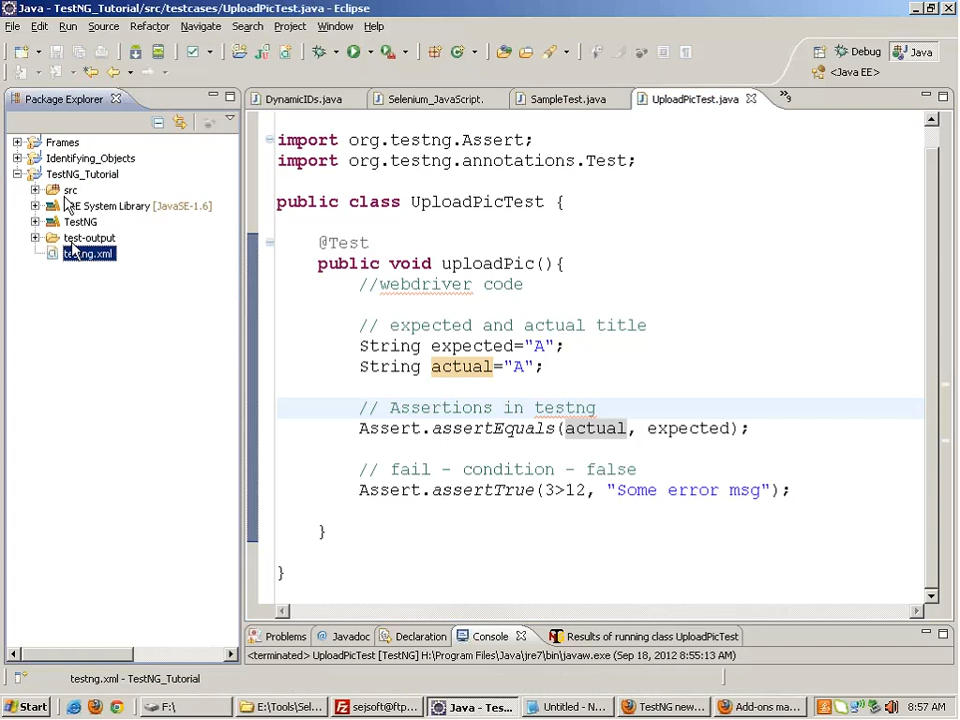 Java - TestNG_Tutorial/src/testcases/UploadPicTest.java - Eclipse
File Edit Run Source Refactor Navigate Search Project Run Window Help
Debug Java
<Java EE>
Package Explorer
DynamicIDs.java Selenium_JavaScript. SampleTest.java UploadPicTest.java »9
Frames
Identifying_Objects
TestNG_Tutorial
src
JRE System Library [JavaSE-1.6]
TestNG
test-output
testng.xml
import org.testng.Assert;
import org.testng.annotations.Test;
public class UploadPicTest {
@Test
public void uploadPic(){
//webdriver code
// expected and actual title
String expected="A";
String actual="A";
// Assertions in testng
Assert.assertEquals(actual, expected);
// fail - condition - false
Assert.assertTrue(3>12, "Some error msg");
}
}
Problems Javadoc Declaration Console Results of running class UploadPicTest
<terminated> UploadPicTest [TestNG] H:\Program Files\Java\jre7\bin\javaw.exe (Sep 18, 2012 8:55:13 AM)
testng.xml - TestNG_Tutorial
Start F:\ E:\Tools\Sel... sejsoft@ftp... Java - Tes... Untitled - N... TestNG new... Add-ons ma... 8:57 AM